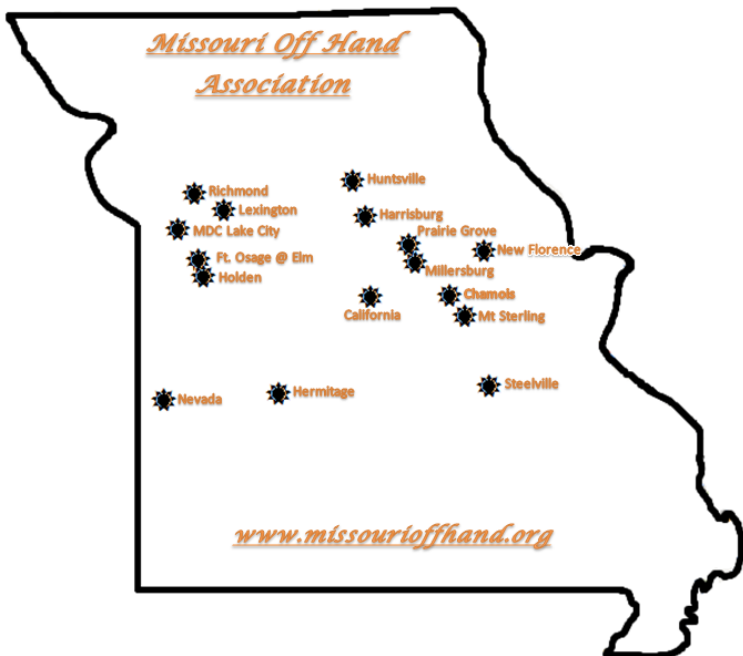 Missouri Off Hand
Association
Huntsville
Richmond
Lexington
Harrisburg
MDC Lake City
Prairie Grove
New Florence
Ft. Osage @ Elm
Millersburg
Holden
Chamois
California
Mt Sterling
Steelville
Hermitage
Nevada
www.missourioffhand.org